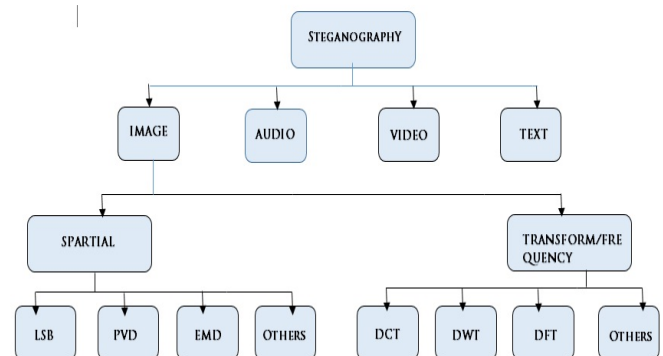 STEGANOGRAPHY
IMAGE
AUDIO
VIDEO
TEXT
SPARTIAL
TRANSFORM/FRE
QUENCY
LSB
PVD
EMD
OTHERS
DCT
DWT
DFT
OTHERS